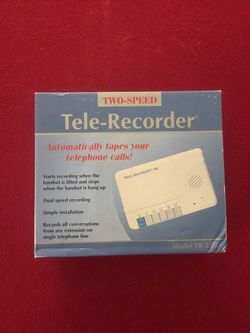 TWO-SPEED
Tele-Recorder®
Automatically tapes your
telephone calls!
Starts recording when the
handset is lifted and stops
when the handset is hung up
Dual speed recording
Simple installation
Records all conversations
from any extension on
single telephone line
TELE-RECORDER
Model